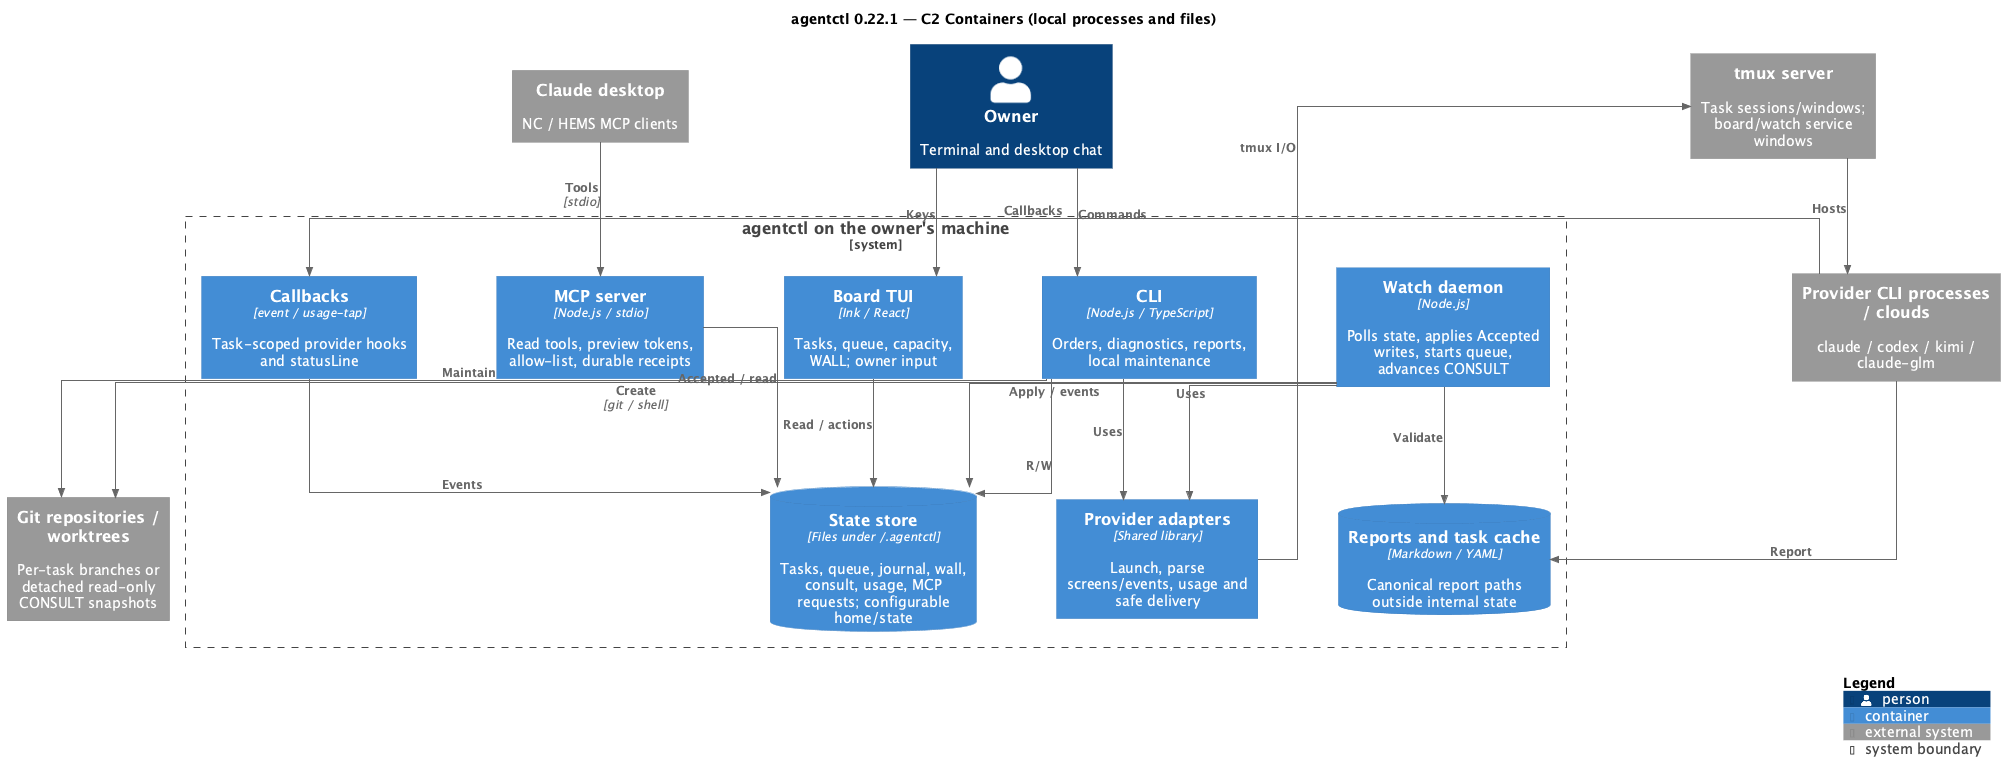 agentctl 0.22.1 — C2 Containers (local processes and files)
Claude desktop
NC / HEMS MCP clients
Owner
Terminal and desktop chat
tmux server
Task sessions/windows;
board/watch service
windows
tmux I/O
Tools
[stdio]
Keys
Callbacks
Commands
Hosts
agentctl on the owner's machine
[system]
Callbacks
[event / usage-tap]
Task-scoped provider hooks
and statusLine
MCP server
[Node.js / stdio]
Read tools, preview tokens,
allow-list, durable receipts
Board TUI
[Ink / React]
Tasks, queue, capacity,
WALL; owner input
CLI
[Node.js / TypeScript]
Orders, diagnostics, reports,
local maintenance
Watch daemon
[Node.js]
Polls state, applies Accepted
writes, starts queue,
advances CONSULT
Provider CLI processes
/ clouds
claude / codex / kimi /
claude-glm
Maintain
Accepted / read
Create
[git / shell]
Apply / events
Uses
Read / actions
Uses
Validate
R/W
Events
Report
Git repositories /
worktrees
Per-task branches or
detached read-only
CONSULT snapshots
State store
[Files under /.agentctl]
Tasks, queue, journal, wall,
consult, usage, MCP
requests; configurable
home/state
Provider adapters
[Shared library]
Launch, parse
screens/events, usage and
safe delivery
Reports and task cache
[Markdown / YAML]
Canonical report paths
outside internal state
Legend
person
container
external system
system boundary